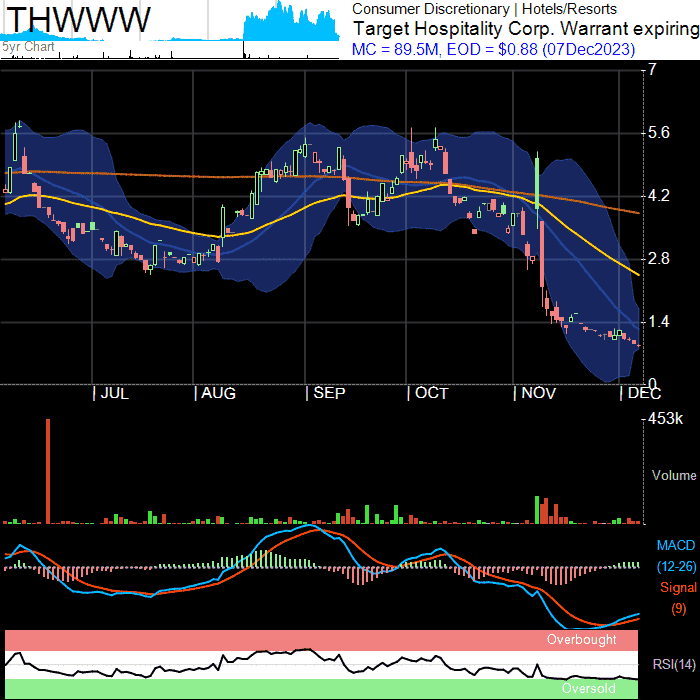 THWWW
5yr Chart
Consumer Discretionary | Hotels/Resorts
Target Hospitality Corp. Warrant expiring
MC = 89.5M, EOD = $0.88 (07Dec2023)
7
5.6
4.2
2.8
1.4
0
| JUL | AUG | SEP | OCT | NOV | DEC
453k
Volume
MACD
(12-26)
Signal
(9)
Overbought
RSI(14)
Oversold